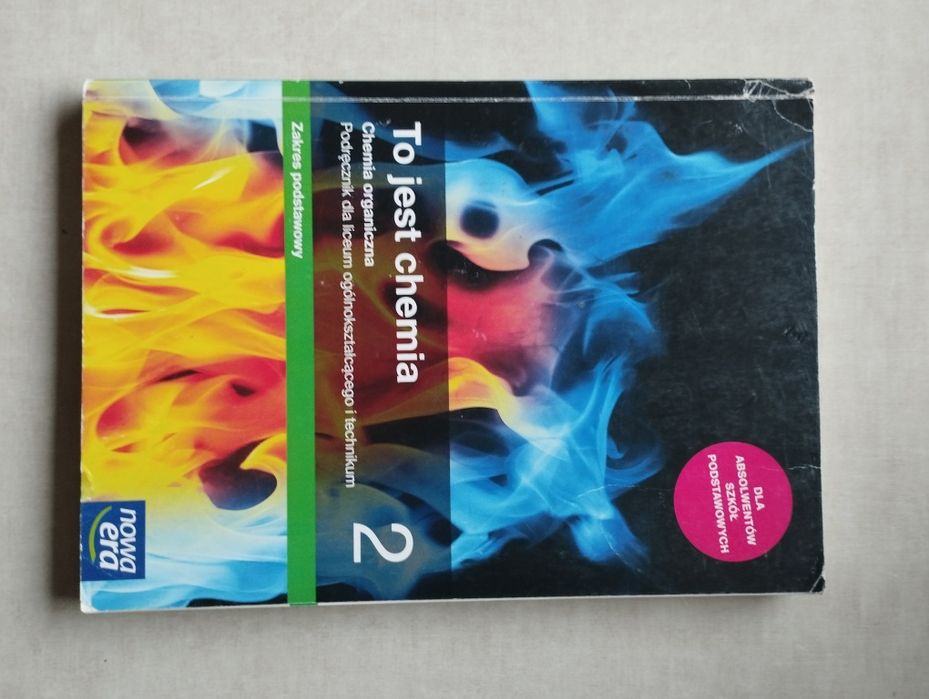 DLA
ABSOLWENTÓW
SZKÓŁ
PODSTAWOWYCH
To jest chemia
2
Chemia organiczna
Podręcznik dla liceum ogólnokształcącego i technikum
Zakres podstawowy
nowa
era